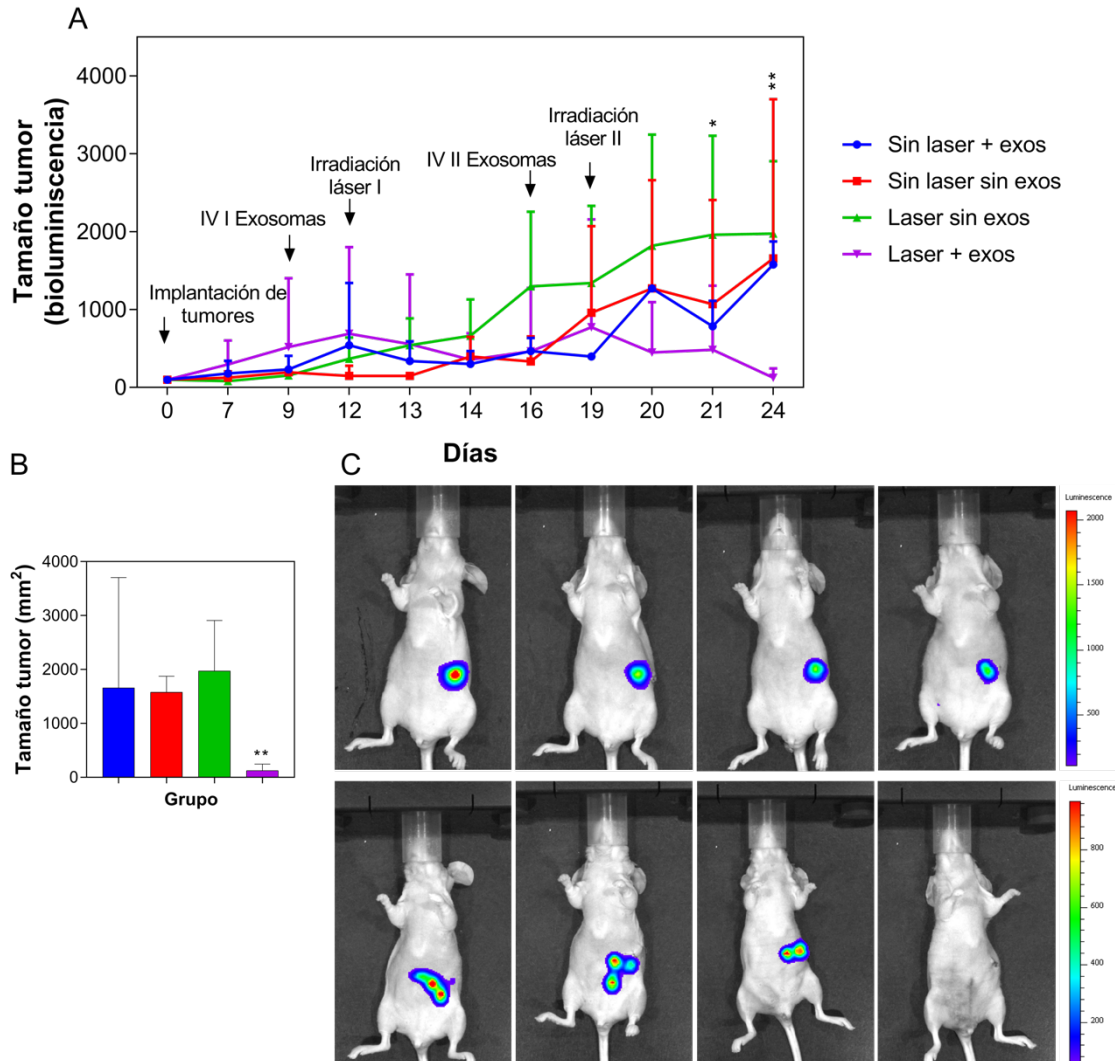 A
Tamaño tumor
(bioluminiscencia)
4000
3000
2000
1000
0
Implantación de
tumores
IV I Exosomas
Irradiación
láser I
IV II Exosomas
Irradiación
láser II
*
**
0 7 9 12 13 14 16 19 20 21 24
Días
Sin laser + exos
Sin laser sin exos
Laser sin exos
Laser + exos
B
Tamaño tumor (mm²)
4000
3000
2000
1000
0
**
Grupo
C
Luminescence
2000
1500
1000
500
Luminescence
800
600
400
200